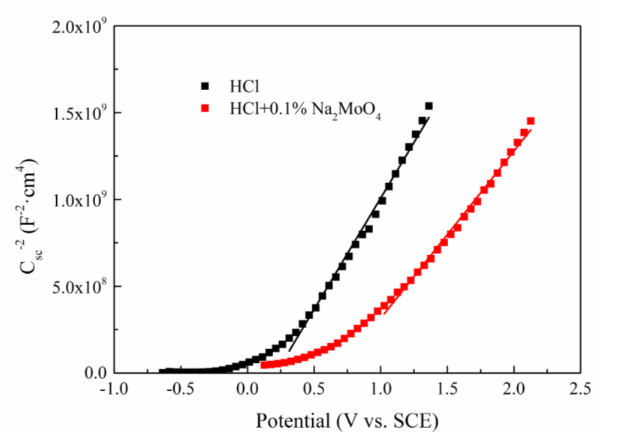 2.0x10⁹
1.5x10⁹
1.0x10⁹
5.0x10⁸
0.0
C_sc⁻² (F⁻²·cm⁴)
HCl
HCl+0.1% Na₂MoO₄
-1.0 -0.5 0.0 0.5 1.0 1.5 2.0 2.5
Potential (V vs. SCE)